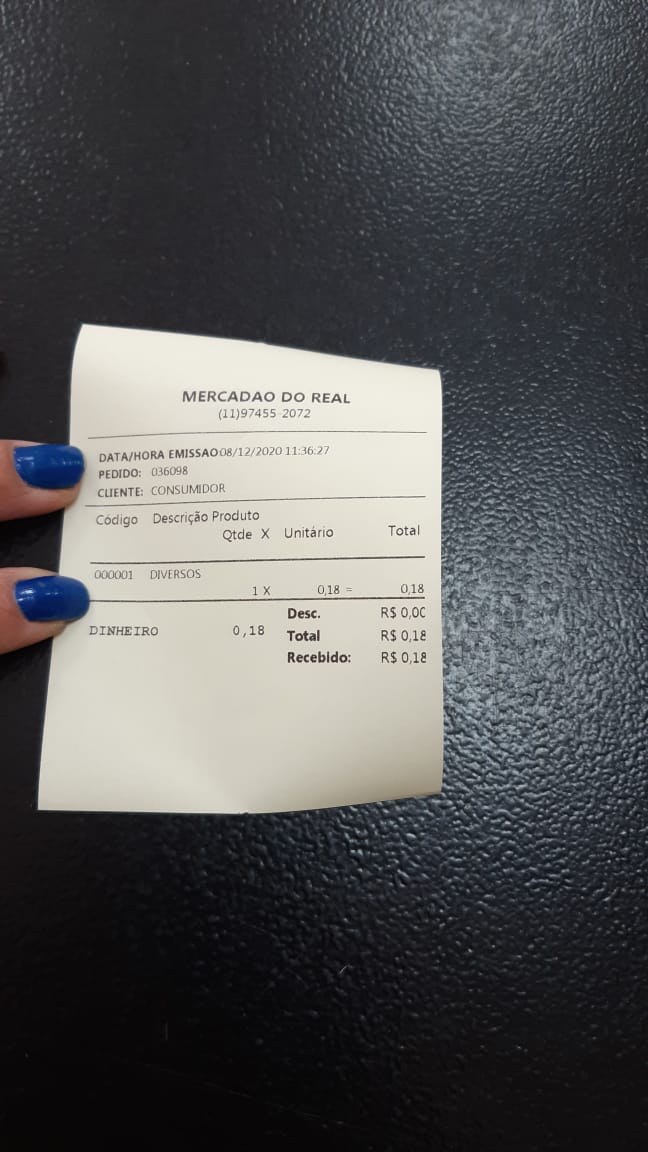 MERCADAO DO REAL
(11)97455-2072
DATA/HORA EMISSAO08/12/2020 11:36:27
PEDIDO: 036098
CLIENTE: CONSUMIDOR
Código Descrição Produto
Qtde X Unitário Total
000001 DIVERSOS
1 X 0,18 = 0,18
Desc. R$ 0,00
DINHEIRO 0,18 Total R$ 0,18
Recebido: R$ 0,18